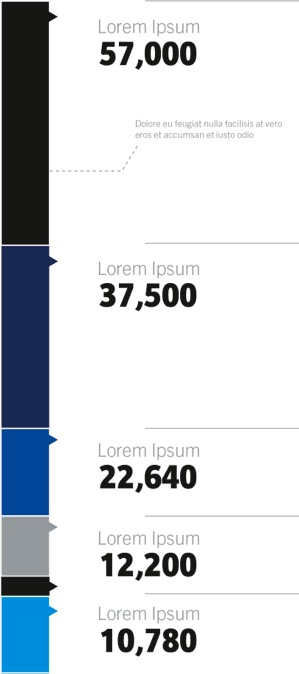 Lorem Ipsum
57,000
Dolore eu feugiat nulla facilisis at vero
eros et accumsan et iusto odio
Lorem Ipsum
37,500
Lorem Ipsum
22,640
Lorem Ipsum
12,200
Lorem Ipsum
10,780